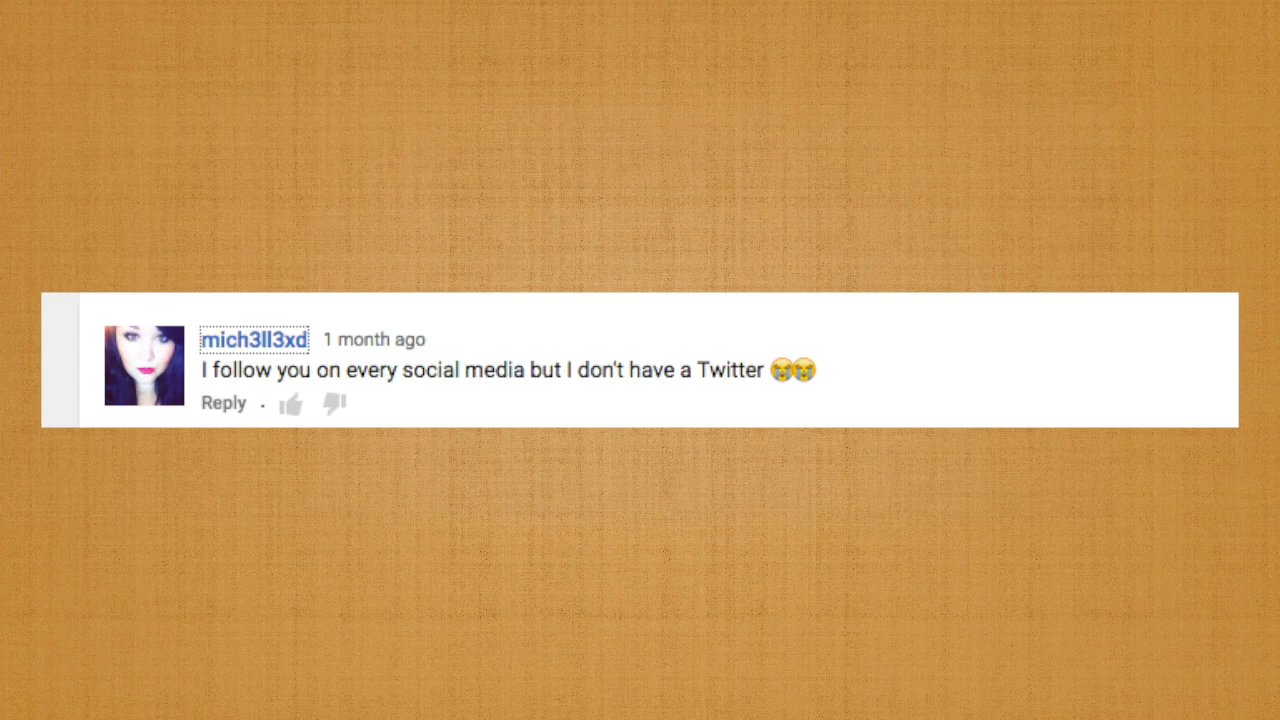 mich3ll3xd 1 month ago
I follow you on every social media but I don't have a Twitter 😭😭
Reply .